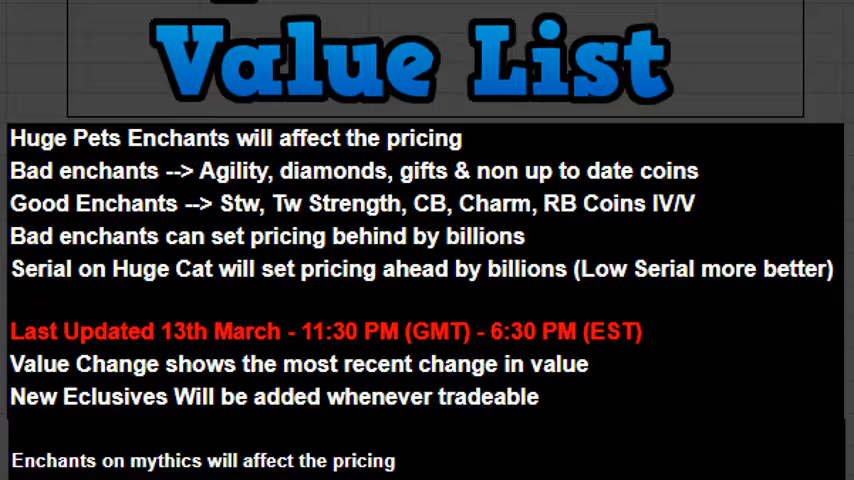 Value List
Huge Pets Enchants will affect the pricing
Bad enchants --> Agility, diamonds, gifts & non up to date coins
Good Enchants --> Stw, Tw Strength, CB, Charm, RB Coins IV/V
Bad enchants can set pricing behind by billions
Serial on Huge Cat will set pricing ahead by billions (Low Serial more better)
Last Updated 13th March - 11:30 PM (GMT) - 6:30 PM (EST)
Value Change shows the most recent change in value
New Eclusives Will be added whenever tradeable
Enchants on mythics will affect the pricing